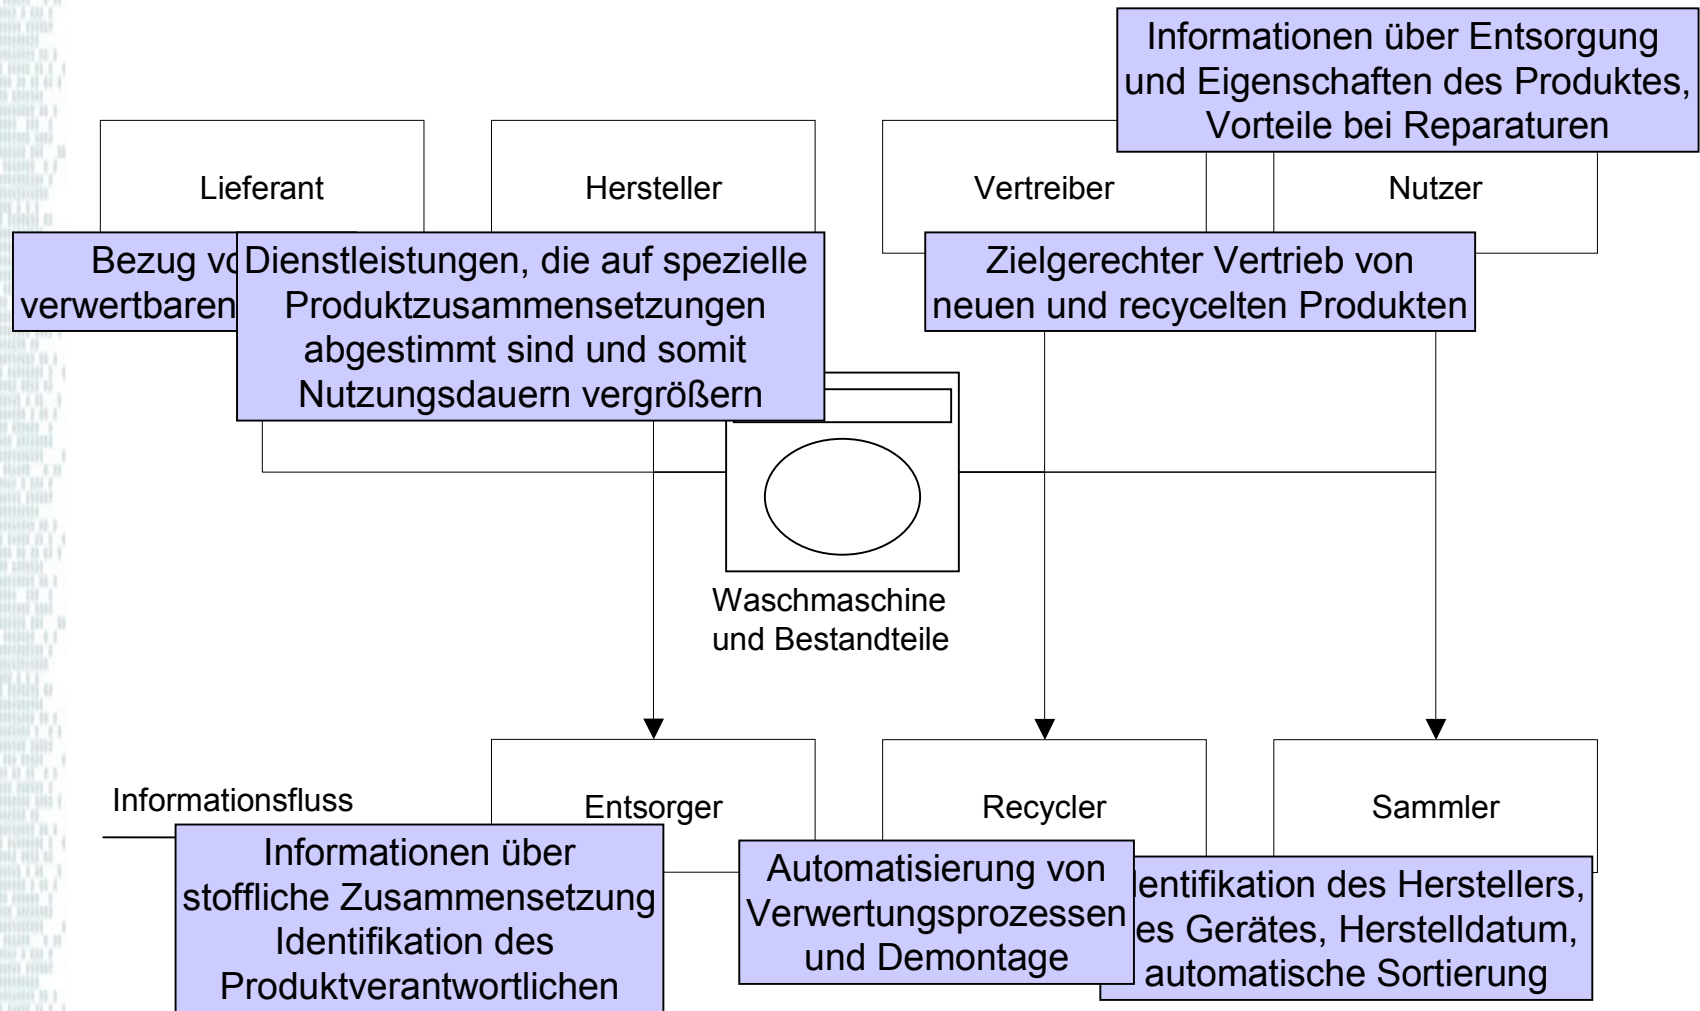 Informationen über Entsorgung
und Eigenschaften des Produktes,
Vorteile bei Reparaturen
Lieferant
Hersteller
Vertreiber
Nutzer
Bezug
verwertbaren
Dienstleistungen, die auf spezielle
Produktzusammensetzungen
abgestimmt sind und somit
Nutzungsdauern vergrößern
Zielgerechter Vertrieb von
neuen und recycelten Produkten
Waschmaschine
und Bestandteile
Informationsfluss
Entsorger
Recycler
Sammler
Informationen über
stoffliche Zusammensetzung
Identifikation des
Produktverantwortlichen
Automatisierung von
Verwertungsprozessen
und Demontage
entifikation des Herstellers,
es Gerätes, Herstelldatum,
automatische Sortierung